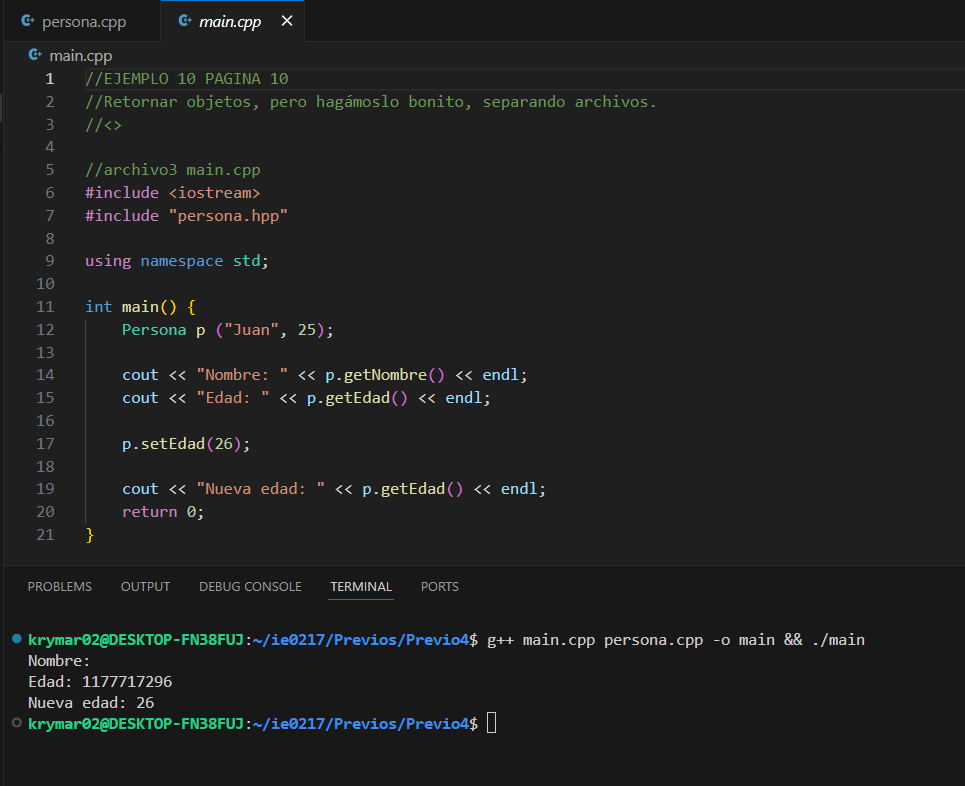 persona.cpp
main.cpp
main.cpp
1 //EJEMPLO 10 PAGINA 10
2 //Retornar objetos, pero hagámoslo bonito, separando archivos.
3 //<>
4
5 //archivo3 main.cpp
6 #include <iostream>
7 #include "persona.hpp"
8
9 using namespace std;
10
11 int main() {
12     Persona p ("Juan", 25);
13
14     cout << "Nombre: " << p.getNombre() << endl;
15     cout << "Edad: " << p.getEdad() << endl;
16
17     p.setEdad(26);
18
19     cout << "Nueva edad: " << p.getEdad() << endl;
20     return 0;
21 }
PROBLEMS OUTPUT DEBUG CONSOLE TERMINAL PORTS
krymar02@DESKTOP-FN38FUJ:~/ie0217/Previos/Previo4$ g++ main.cpp persona.cpp -o main && ./main
Nombre:
Edad: 1177717296
Nueva edad: 26
krymar02@DESKTOP-FN38FUJ:~/ie0217/Previos/Previo4$